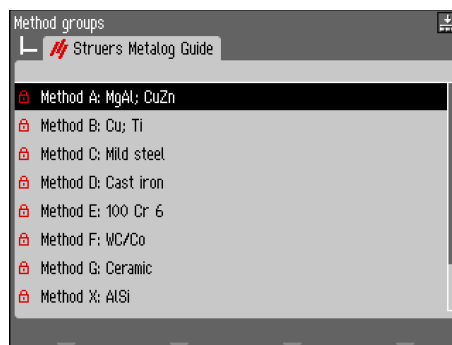 Method groups
Struers Metalog Guide
Method A: MgAl; CuZn
Method B: Cu; Ti
Method C: Mild steel
Method D: Cast iron
Method E: 100 Cr 6
Method F: WC/Co
Method G: Ceramic
Method X: AlSi